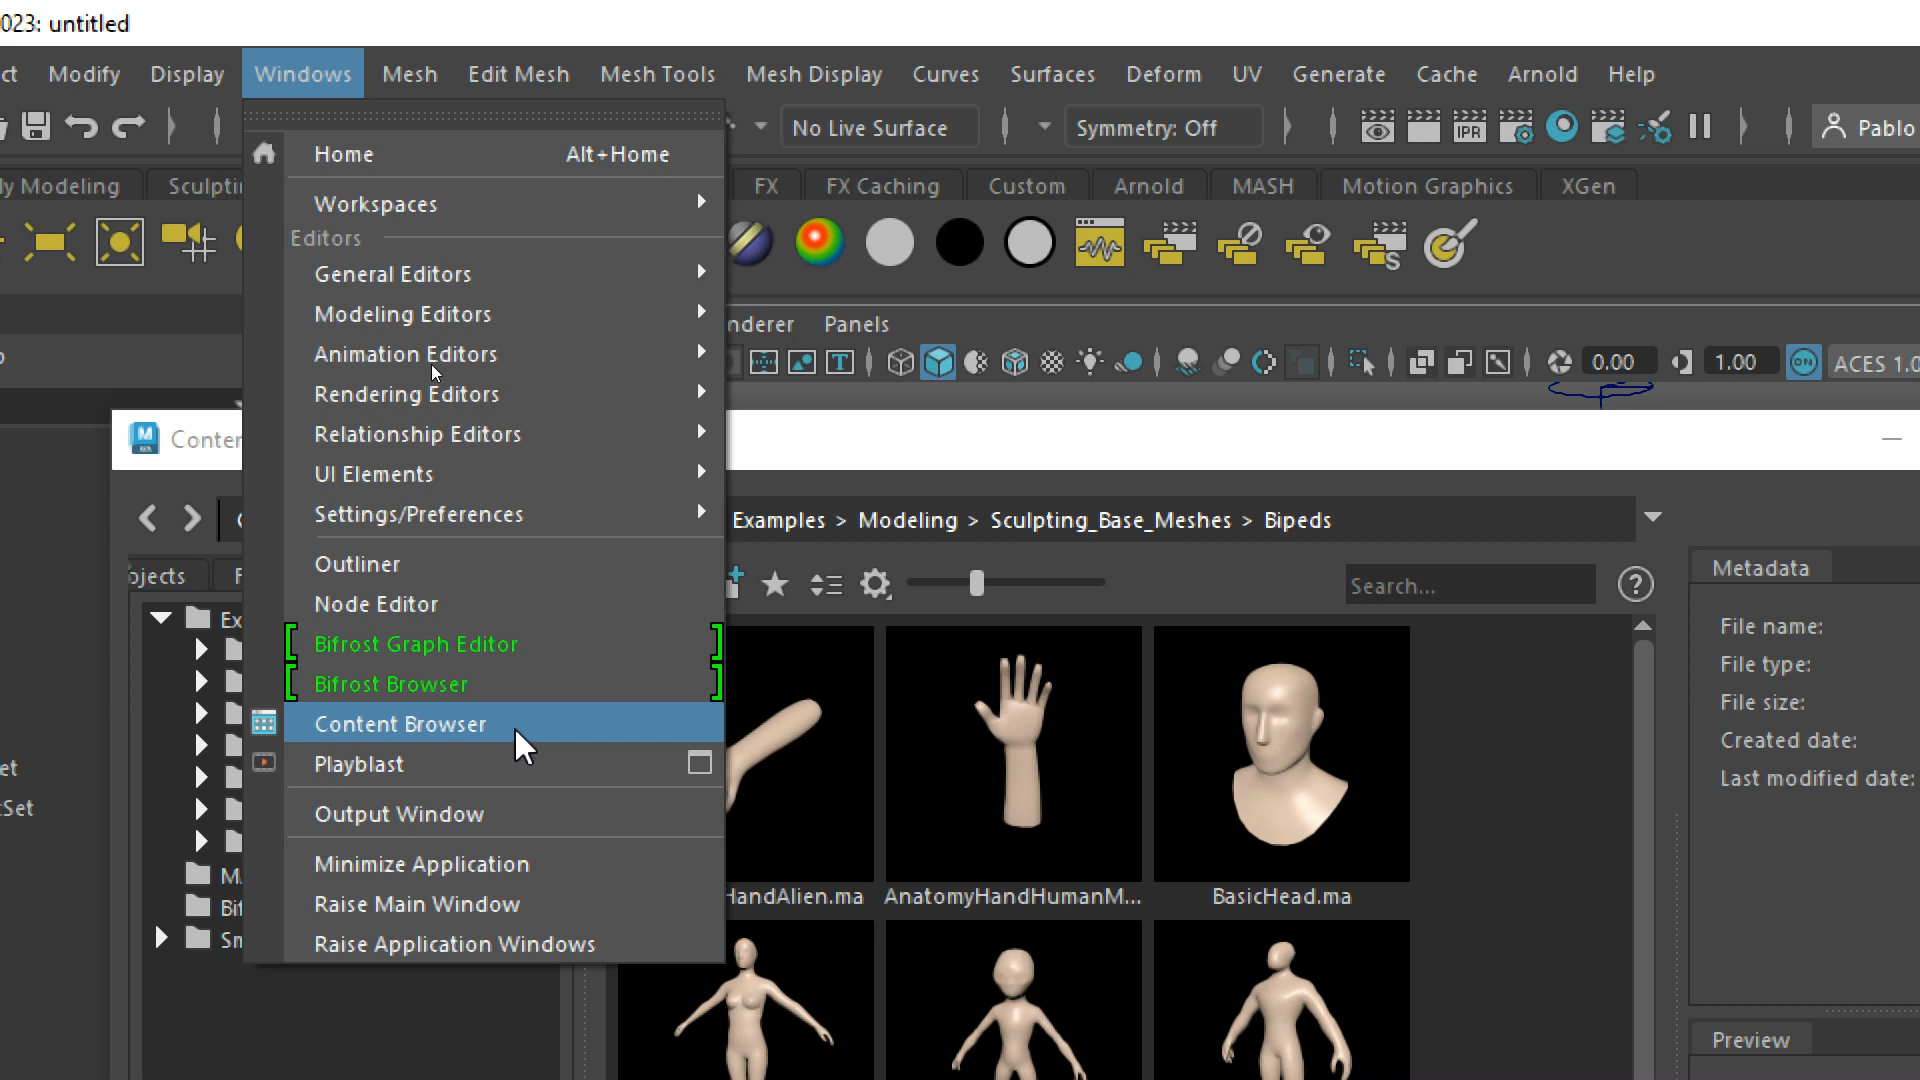 023: untitled
ct Modify Display Windows Mesh Edit Mesh Mesh Tools Mesh Display Curves Surfaces Deform UV Generate Cache Arnold Help
No Live Surface Symmetry: Off IPR Pablo
Home Alt+Home
ly Modeling Sculpti FX FX Caching Custom Arnold MASH Motion Graphics XGen
Workspaces
Editors
General Editors
Modeling Editors
nderer Panels
Animation Editors
0.00 1.00 ON ACES 1.0
Rendering Editors
Relationship Editors
Conter
UI Elements
Settings/Preferences
Examples > Modeling > Sculpting_Base_Meshes > Bipeds
Outliner
ojects F
Metadata
Search...
Node Editor
Ex
File name:
Bifrost Graph Editor
File type:
Bifrost Browser
File size:
Content Browser
Created date:
Playblast
Last modified date:
et
Set
Output Window
Minimize Application
M
HandAlien.ma AnatomyHandHumanM... BasicHead.ma
Raise Main Window
Bif
Raise Application Windows
Sm
Preview